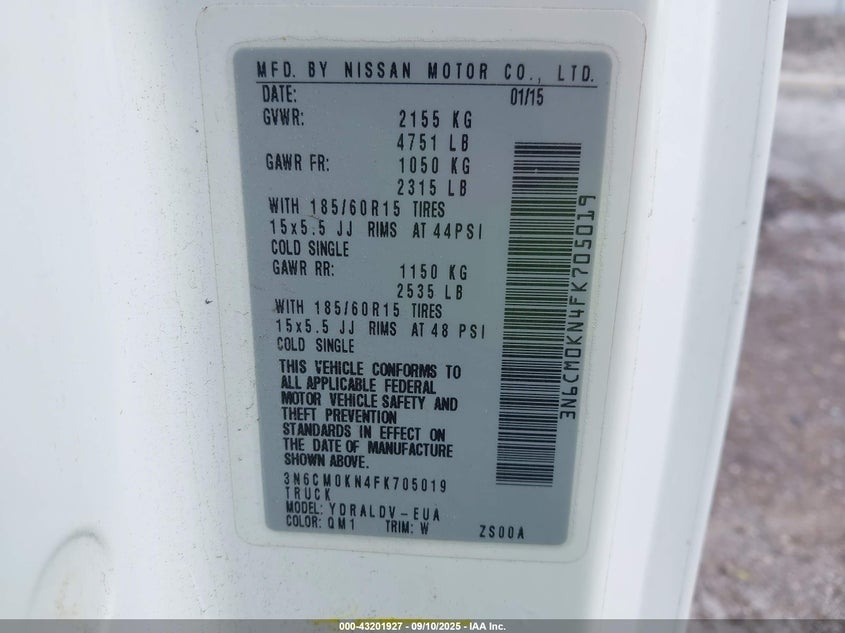 MFD. BY NISSAN MOTOR CO., LTD.
DATE: 01/15
GVWR: 2155 KG
4751 LB
GAWR FR: 1050 KG
2315 LB
WITH 185/60R15 TIRES
15x5.5 JJ RIMS AT 44PSI
COLD SINGLE
GAWR RR: 1150 KG
2535 LB
WITH 185/60R15 TIRES
15x5.5 JJ RIMS AT 48 PSI
COLD SINGLE
THIS VEHICLE CONFORMS TO
ALL APPLICABLE FEDERAL
MOTOR VEHICLE SAFETY AND
THEFT PREVENTION
STANDARDS IN EFFECT ON
THE DATE OF MANUFACTURE
SHOWN ABOVE.
3N6CM0KN4FK705019
TRUCK
MODEL: YDRALDV-EUA
COLOR: QM1 TRIM: W ZS00A
3N6CM0KN4FK705019
000-43201927 - 09/10/2025 - IAA Inc.